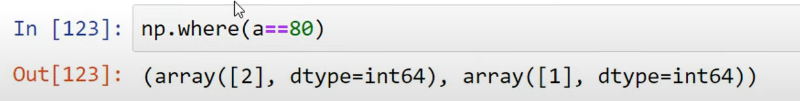 In [123]: np.where(a==80)
Out[123]: (array([2], dtype=int64), array([1], dtype=int64))